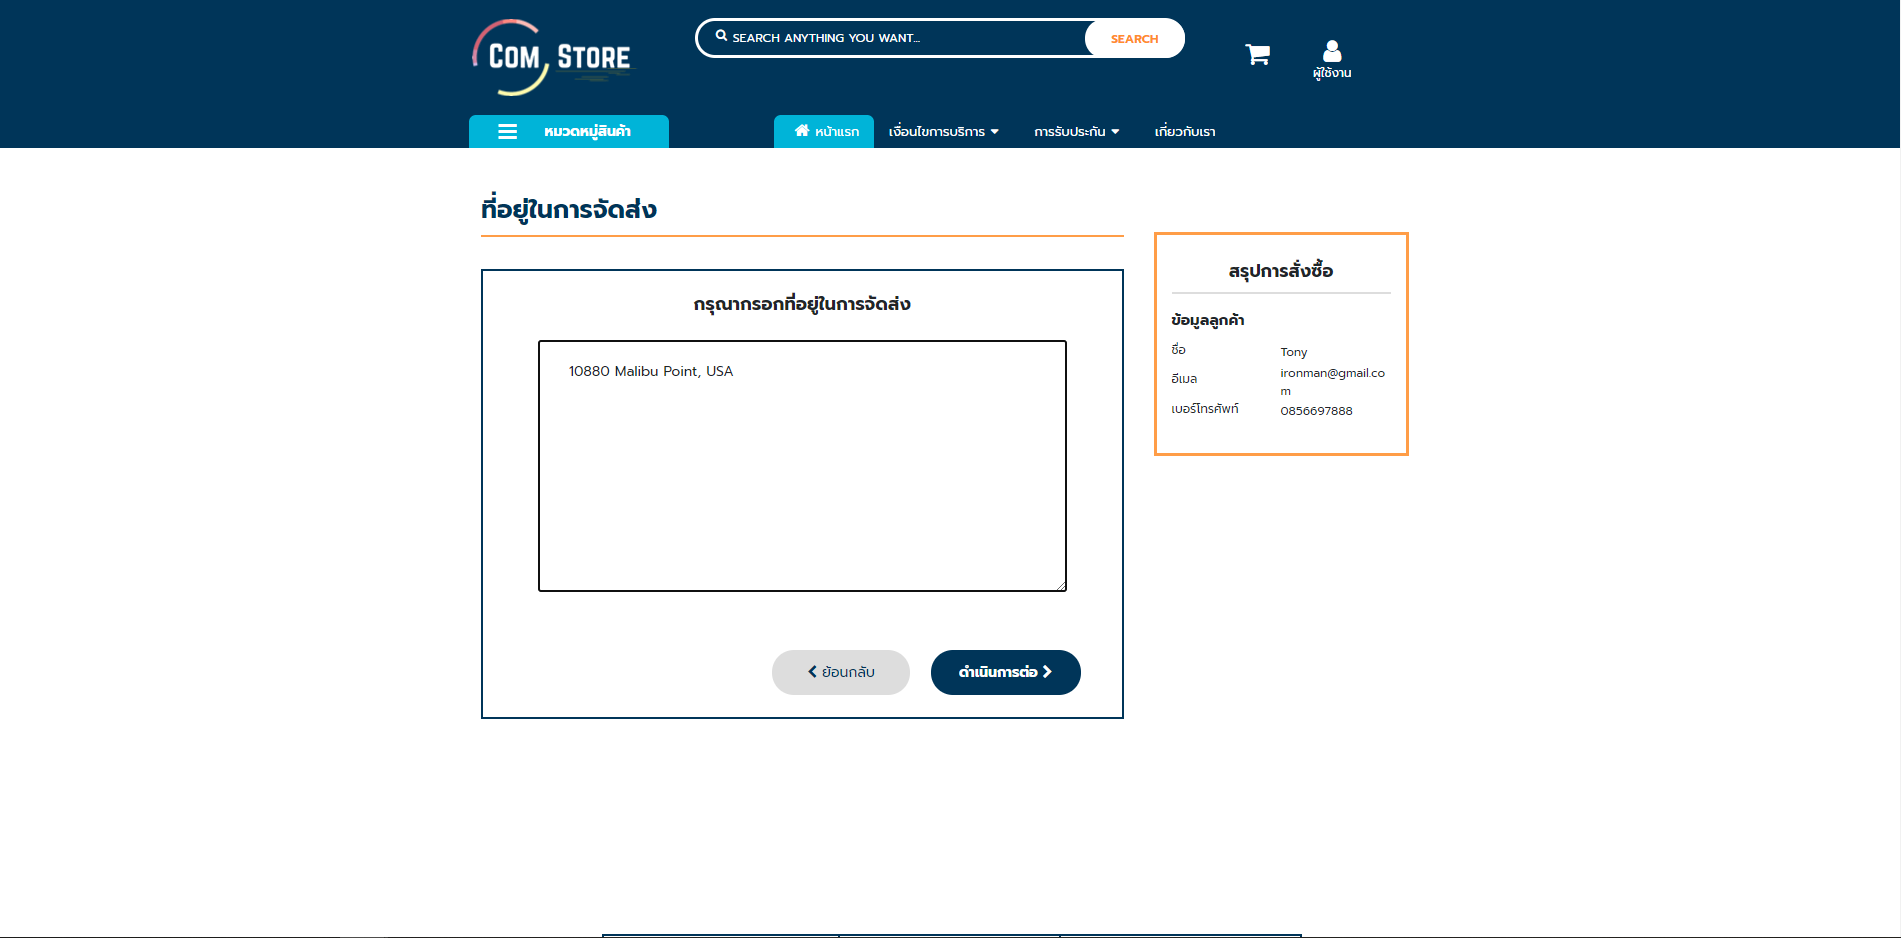 COM STORE
SEARCH ANYTHING YOU WANT...
SEARCH
ผู้ใช้งาน
หมวดหมู่สินค้า
หน้าแรก
เงื่อนไขการบริการ
การรับประกัน
เกี่ยวกับเรา
ที่อยู่ในการจัดส่ง
กรุณากรอกที่อยู่ในการจัดส่ง
10880 Malibu Point, USA
ย้อนกลับ
ดำเนินการต่อ
สรุปการสั่งซื้อ
ข้อมูลลูกค้า
ชื่อ Tony
อีเมล ironman@gmail.co
m
เบอร์โทรศัพท์ 0856697888